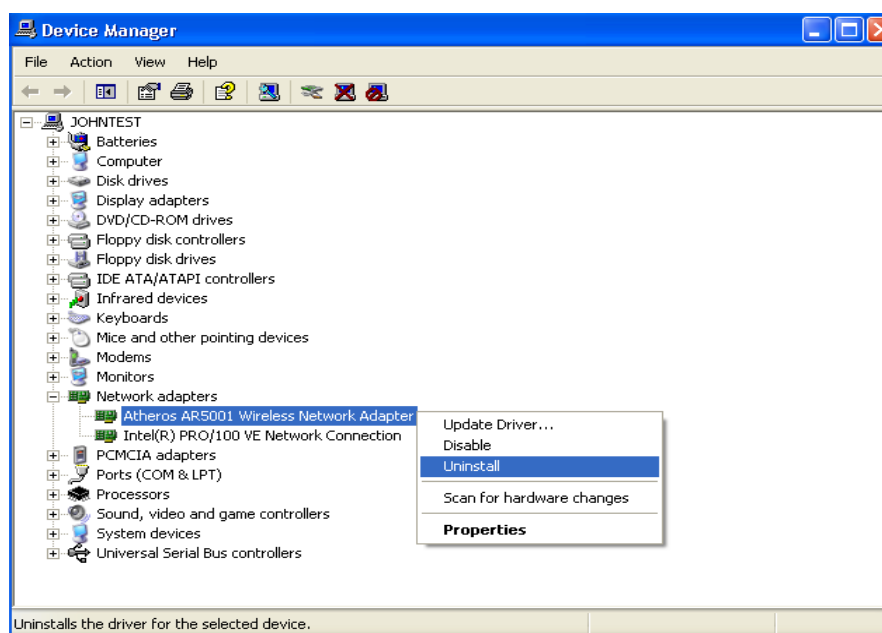 Device Manager
File Action View Help
JOHNTEST
Batteries
Computer
Disk drives
Display adapters
DVD/CD-ROM drives
Floppy disk controllers
Floppy disk drives
IDE ATA/ATAPI controllers
Infrared devices
Keyboards
Mice and other pointing devices
Modems
Monitors
Network adapters
Atheros AR5001 Wireless Network Adapter
Intel(R) PRO/100 VE Network Connection
PCMCIA adapters
Ports (COM & LPT)
Processors
Sound, video and game controllers
System devices
Universal Serial Bus controllers
Update Driver...
Disable
Uninstall
Scan for hardware changes
Properties
Uninstalls the driver for the selected device.